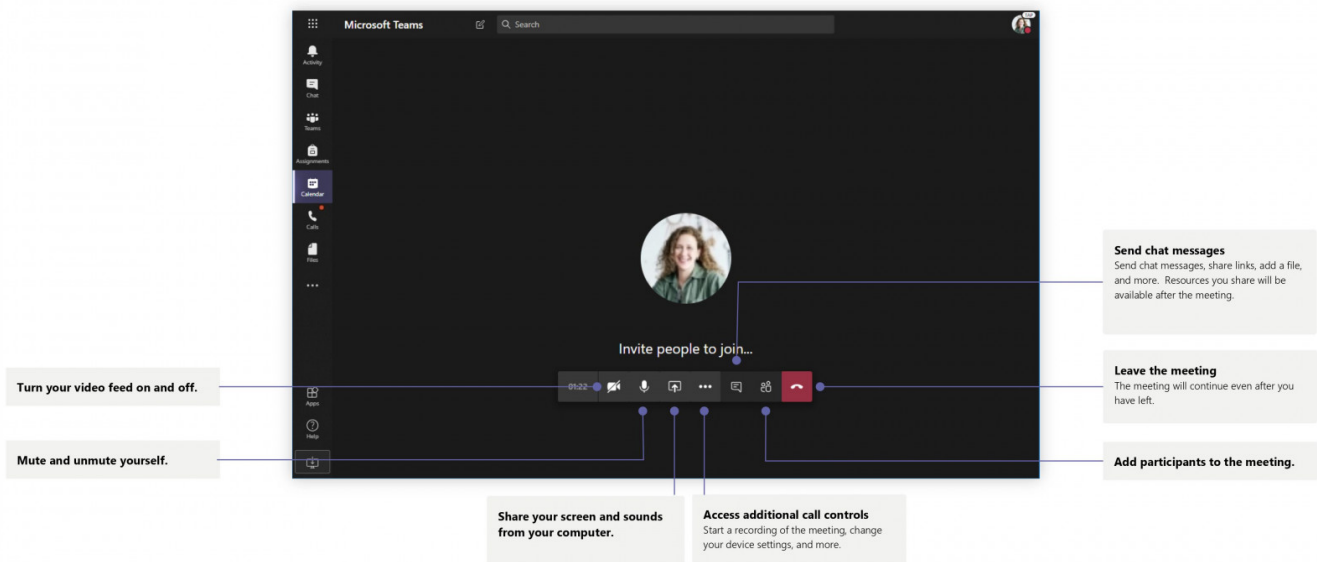 Microsoft Teams
Search
Activity
Chat
Teams
Assignments
Calendar
Calls
Files
Invite people to join...
01:22
Apps
Help
Send chat messages
Send chat messages, share links, add a file,
and more. Resources you share will be
available after the meeting.
Turn your video feed on and off.
Leave the meeting
The meeting will continue even after you
have left.
Mute and unmute yourself.
Add participants to the meeting.
Share your screen and sounds
from your computer.
Access additional call controls
Start a recording of the meeting, change
your device settings, and more.